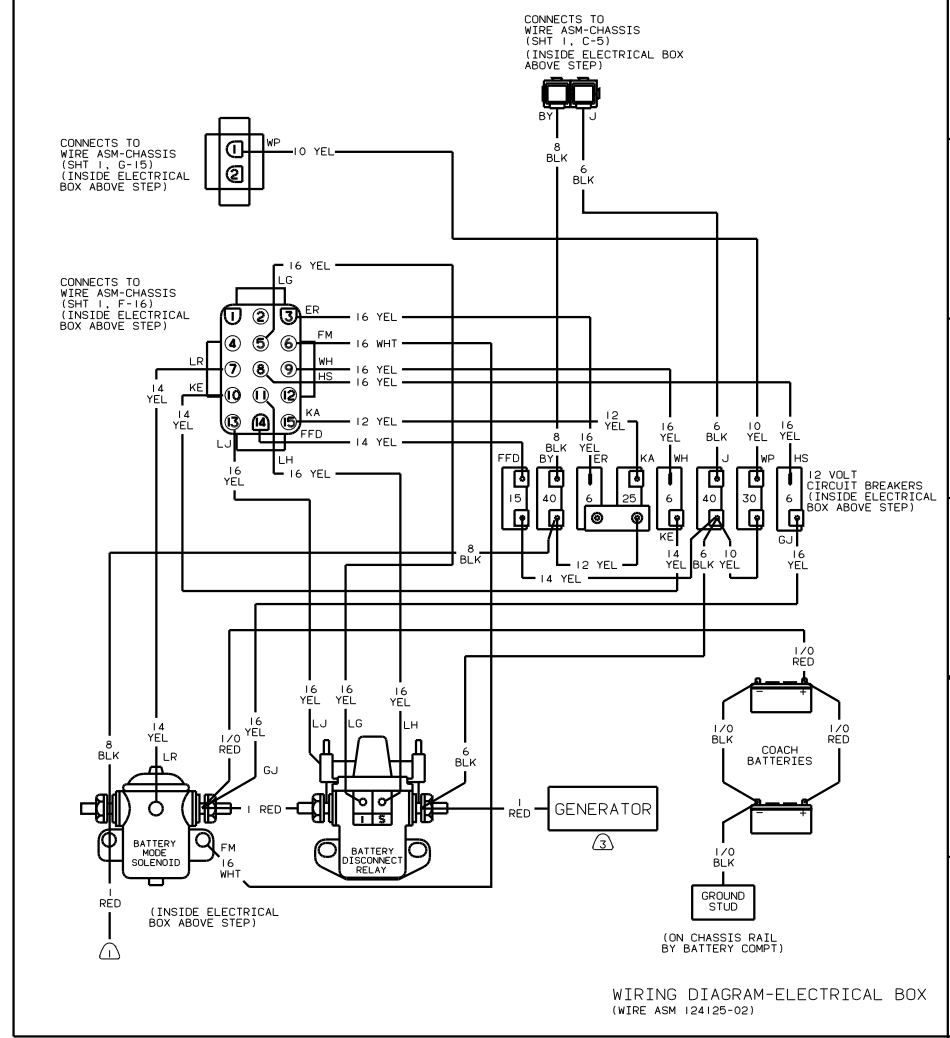 CONNECTS TO
WIRE ASM-CHASSIS
(SHT 1, C-5)
(INSIDE ELECTRICAL BOX
ABOVE STEP)
BY
J
8
BLK
6
BLK
CONNECTS TO
WIRE ASM-CHASSIS
(SHT 1, G-15)
(INSIDE ELECTRICAL
BOX ABOVE STEP)
1
2
WP
10 YEL
CONNECTS TO
WIRE ASM-CHASSIS
(SHT 1, F-16)
(INSIDE ELECTRICAL
BOX ABOVE STEP)
16 YEL
LG
1 2 3
4 5 6
7 8 9
10 11 12
13 14 15
ER
16 YEL
FM
16 WHT
WH
16 YEL
HS
16 YEL
KA
12 YEL
FFD
14 YEL
LR
KE
14
YEL
14
YEL
LJ
16
YEL
LH
16 YEL
12
YEL
8
BLK
16
YEL
16
YEL
6
BLK
10
YEL
16
YEL
FFD
BY
ER
KA
WH
J
WP
HS
15
40
6
25
6
40
30
6
12 VOLT
CIRCUIT BREAKERS
(INSIDE ELECTRICAL
BOX ABOVE STEP)
KE
GJ
14
YEL
6
BLK
10
YEL
16
YEL
8
BLK
12 YEL
14 YEL
1/0
RED
16
YEL
16
YEL
16
YEL
LJ
LG
LH
8
BLK
14
YEL
LR
1/0
RED
16
YEL
GJ
6
BLK
- +
1/0
BLK
1/0
RED
COACH
BATTERIES
- +
1 RED
1
RED
GENERATOR
3
1 S
BATTERY
MODE
SOLENOID
BATTERY
DISCONNECT
RELAY
FM
16
WHT
1/0
BLK
GROUND
STUD
(ON CHASSIS RAIL
BY BATTERY COMPT)
1
RED
1
(INSIDE ELECTRICAL
BOX ABOVE STEP)
WIRING DIAGRAM-ELECTRICAL BOX
(WIRE ASM 124125-02)